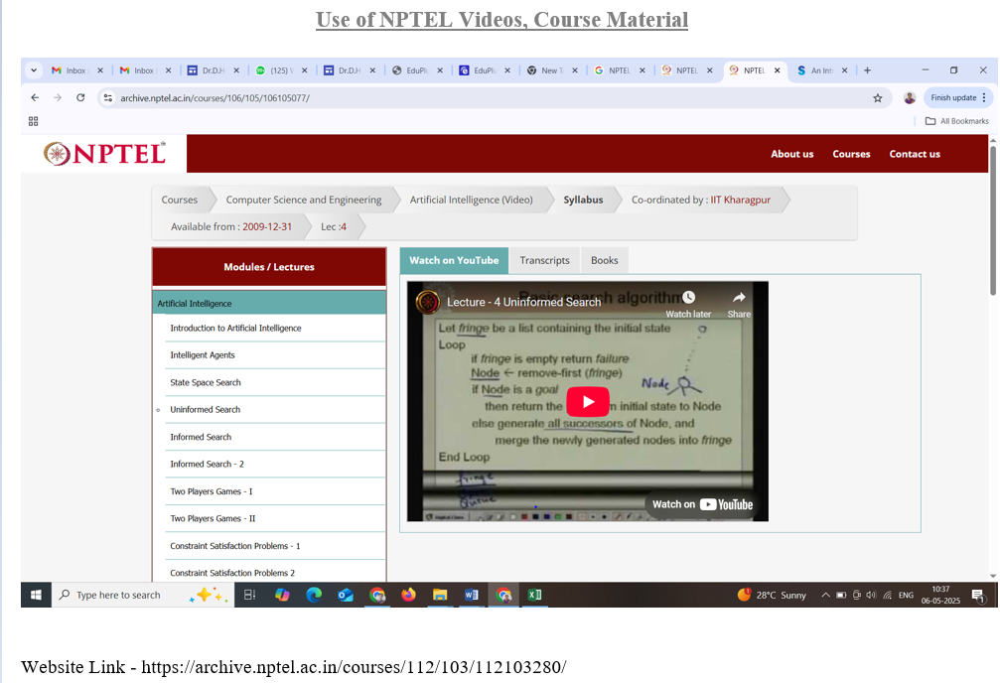 Use of NPTEL Videos, Course Material
Inbox Inbox Dr.D.H (125) Dr.D.H EduPl EduPl New T NPTEL NPTEL NPTEL An Int
archive.nptel.ac.in/courses/106/105/106105077/ Finish update
All Bookmarks
NPTEL
About us Courses Contact us
Courses Computer Science and Engineering Artificial Intelligence (Video) Syllabus Co-ordinated by : IIT Kharagpur
Available from : 2009-12-31 Lec :4
Modules / Lectures
Artificial Intelligence
Introduction to Artificial Intelligence
Intelligent Agents
State Space Search
Uninformed Search
Informed Search
Informed Search - 2
Two Players Games - I
Two Players Games - II
Constraint Satisfaction Problems - 1
Constraint Satisfaction Problems 2
Watch on YouTube Transcripts Books
Basic search algorithm
Lecture - 4 Uninformed Search
Watch later Share
Let fringe be a list containing the initial state
Loop
if fringe is empty return failure
Node ← remove-first (fringe)
Node
if Node is a goal
then return the initial state to Node
else generate all successors of Node, and
merge the newly generated nodes into fringe
End Loop
fringe
Queue
Watch on YouTube
Type here to search 28°C Sunny ENG 10:37
06-05-2025 1
Website Link - https://archive.nptel.ac.in/courses/112/103/112103280/